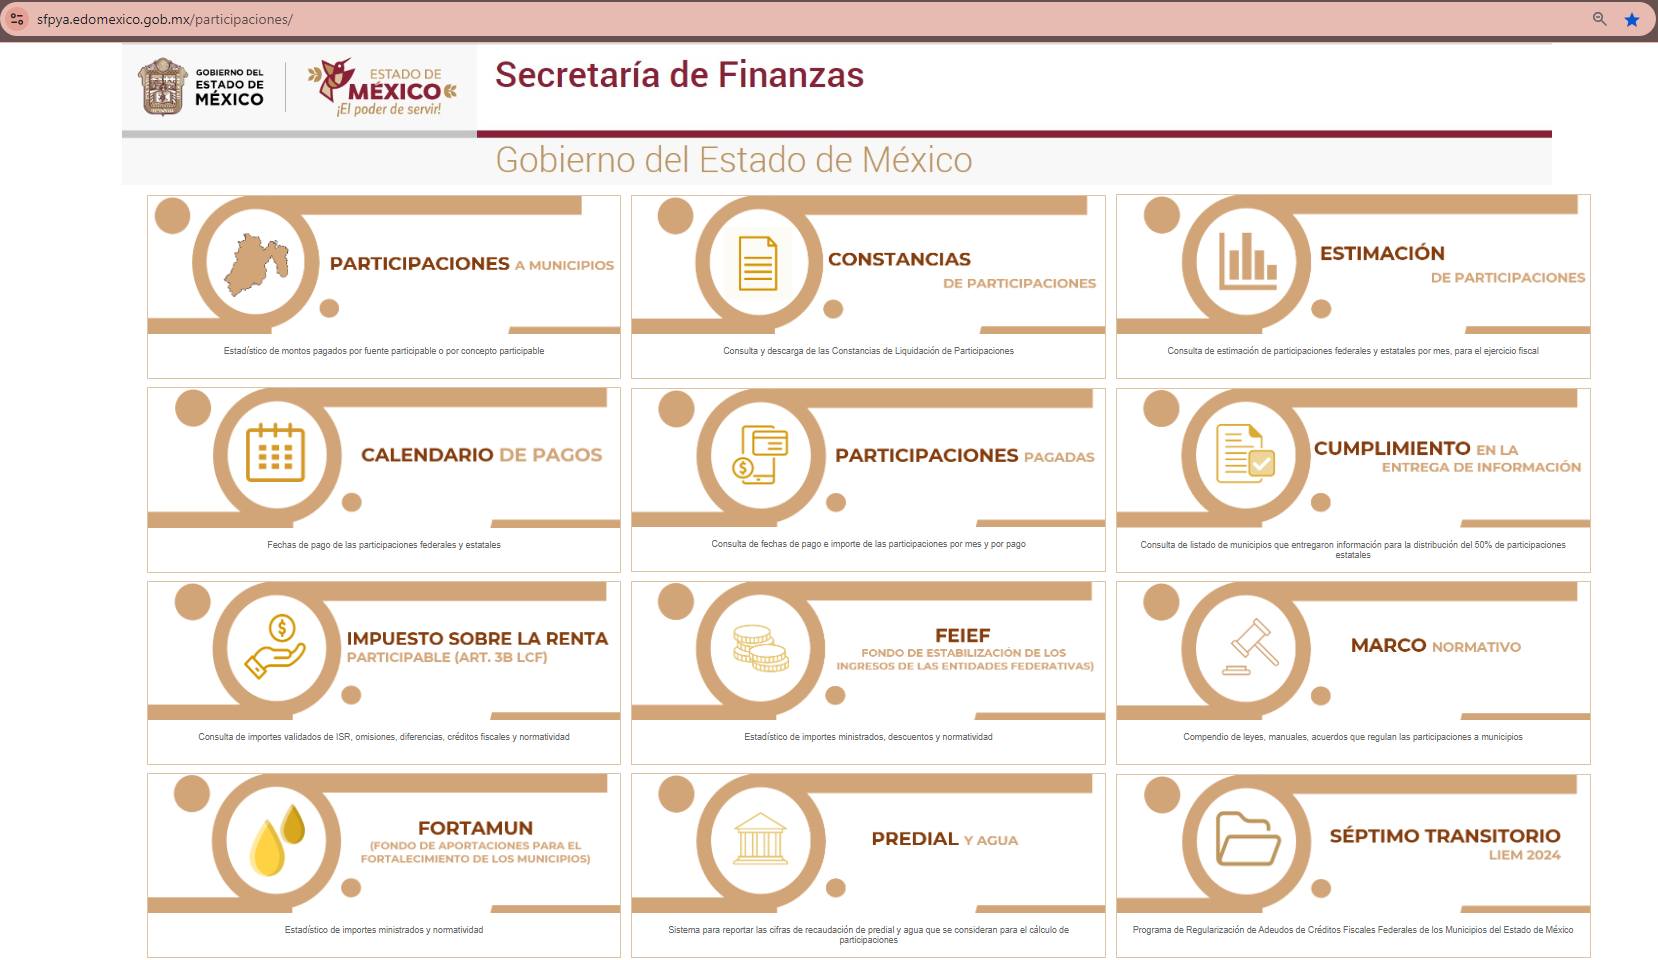 sfpya.edomexico.gob.mx/participaciones/
GOBIERNO DEL
ESTADO DE
MÉXICO
ESTADO DE
MÉXICO
¡El poder de servir!
Secretaría de Finanzas
Gobierno del Estado de México
PARTICIPACIONES A MUNICIPIOS
Estadístico de montos pagados por fuente participable o por concepto participable
CONSTANCIAS
DE PARTICIPACIONES
Consulta y descarga de las Constancias de Liquidación de Participaciones
ESTIMACIÓN
DE PARTICIPACIONES
Consulta de estimación de participaciones federales y estatales por mes, para el ejercicio fiscal
CALENDARIO DE PAGOS
Fechas de pago de las participaciones federales y estatales
PARTICIPACIONES PAGADAS
Consulta de fechas de pago e importe de las participaciones por mes y por pago
CUMPLIMIENTO EN LA
ENTREGA DE INFORMACIÓN
Consulta de listado de municipios que entregaron información para la distribución del 50% de participaciones
estatales
IMPUESTO SOBRE LA RENTA
PARTICIPABLE (ART. 3B LCF)
Consulta de importes validados de ISR, omisiones, diferencias, créditos fiscales y normatividad
FEIEF
FONDO DE ESTABILIZACIÓN DE LOS
INGRESOS DE LAS ENTIDADES FEDERATIVAS)
Estadístico de importes ministrados, descuentos y normatividad
MARCO NORMATIVO
Compendio de leyes, manuales, acuerdos que regulan las participaciones a municipios
FORTAMUN
(FONDO DE APORTACIONES PARA EL
FORTALECIMIENTO DE LOS MUNICIPIOS)
Estadístico de importes ministrados y normatividad
PREDIAL Y AGUA
Sistema para reportar las cifras de recaudación de predial y agua que se consideran para el cálculo de
participaciones
SÉPTIMO TRANSITORIO
LIEM 2024
Programa de Regularización de Adeudos de Créditos Fiscales Federales de los Municipios del Estado de México